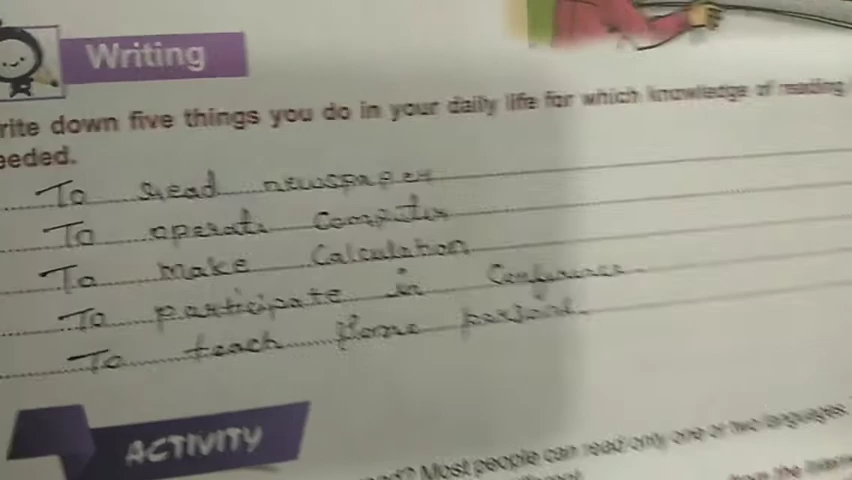 Writing
rite down five things you do in your daily life for which knowledge of reading
eeded.
To read newspaper
To operate Computer
To make Calculation
To participate in Conference.
To teach some
ACTIVITY
Most people can read only one or two languages.